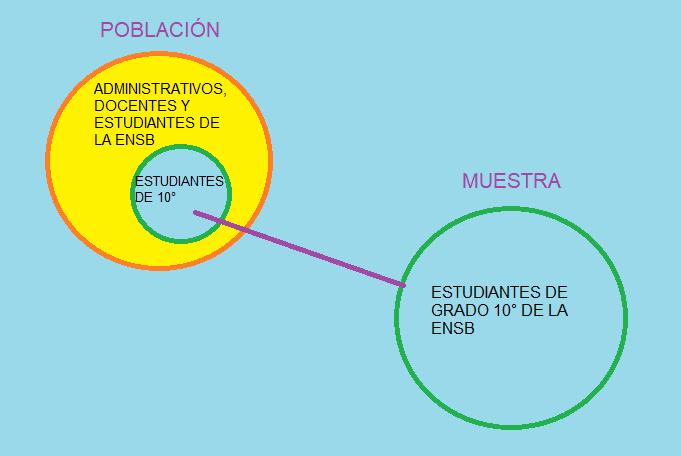 POBLACIÓN
ADMINISTRATIVOS,
DOCENTES Y
ESTUDIANTES DE
LA ENSB
ESTUDIANTES
DE 10°
MUESTRA
ESTUDIANTES DE
GRADO 10° DE LA
ENSB